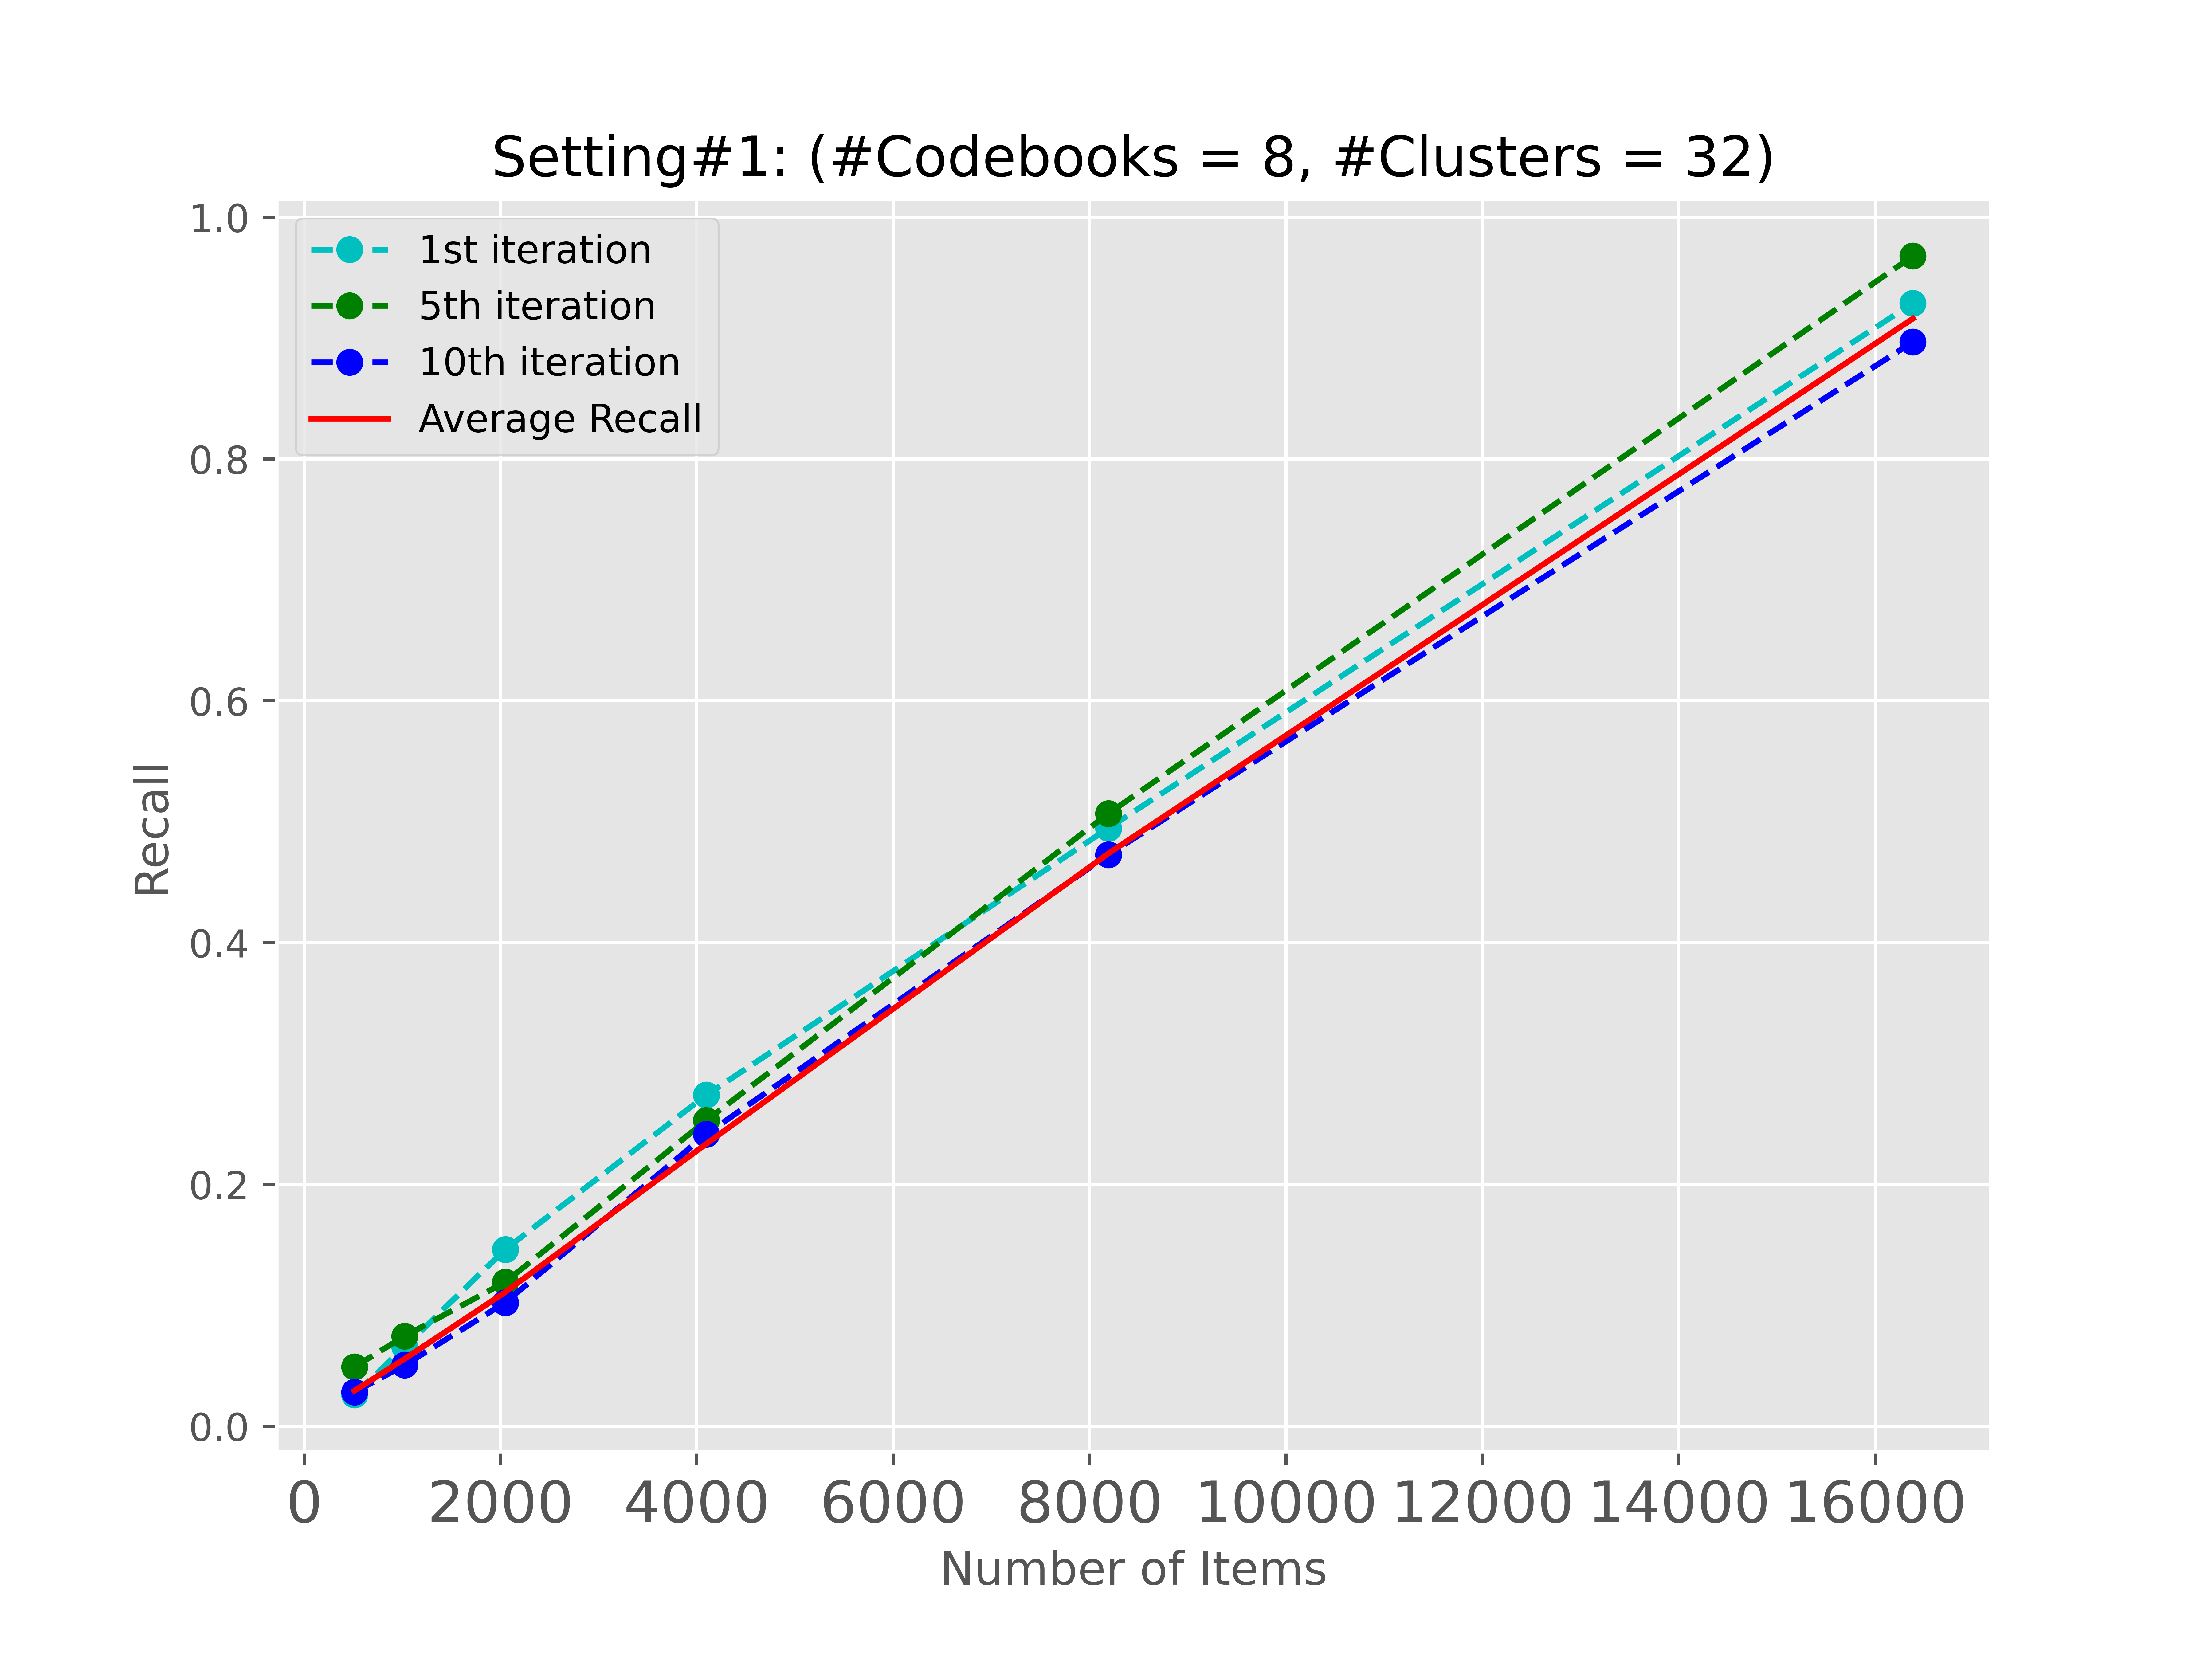 Setting#1: (#Codebooks = 8, #Clusters = 32)
1.0
0.8
0.6
0.4
0.2
0.0
Recall
1st iteration
5th iteration
10th iteration
Average Recall
0 2000 4000 6000 8000 10000 12000 14000 16000
Number of Items